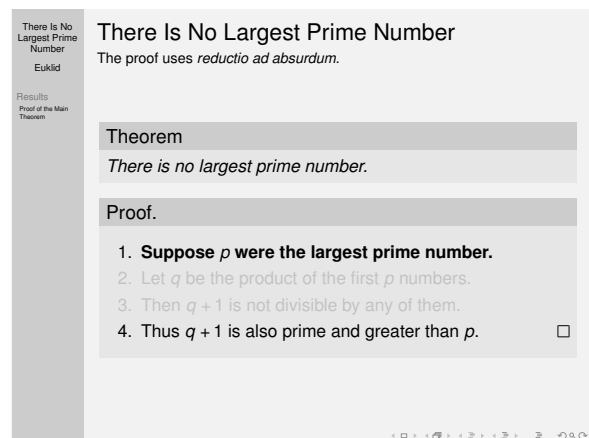 There Is No
Largest Prime
Number
Euklid
Results
Proof of the Main
Theorem
There Is No Largest Prime Number
The proof uses reductio ad absurdum.
Theorem
There is no largest prime number.
Proof.
1. Suppose p were the largest prime number.
2. Let q be the product of the first p numbers.
3. Then q + 1 is not divisible by any of them.
4. Thus q + 1 is also prime and greater than p. □